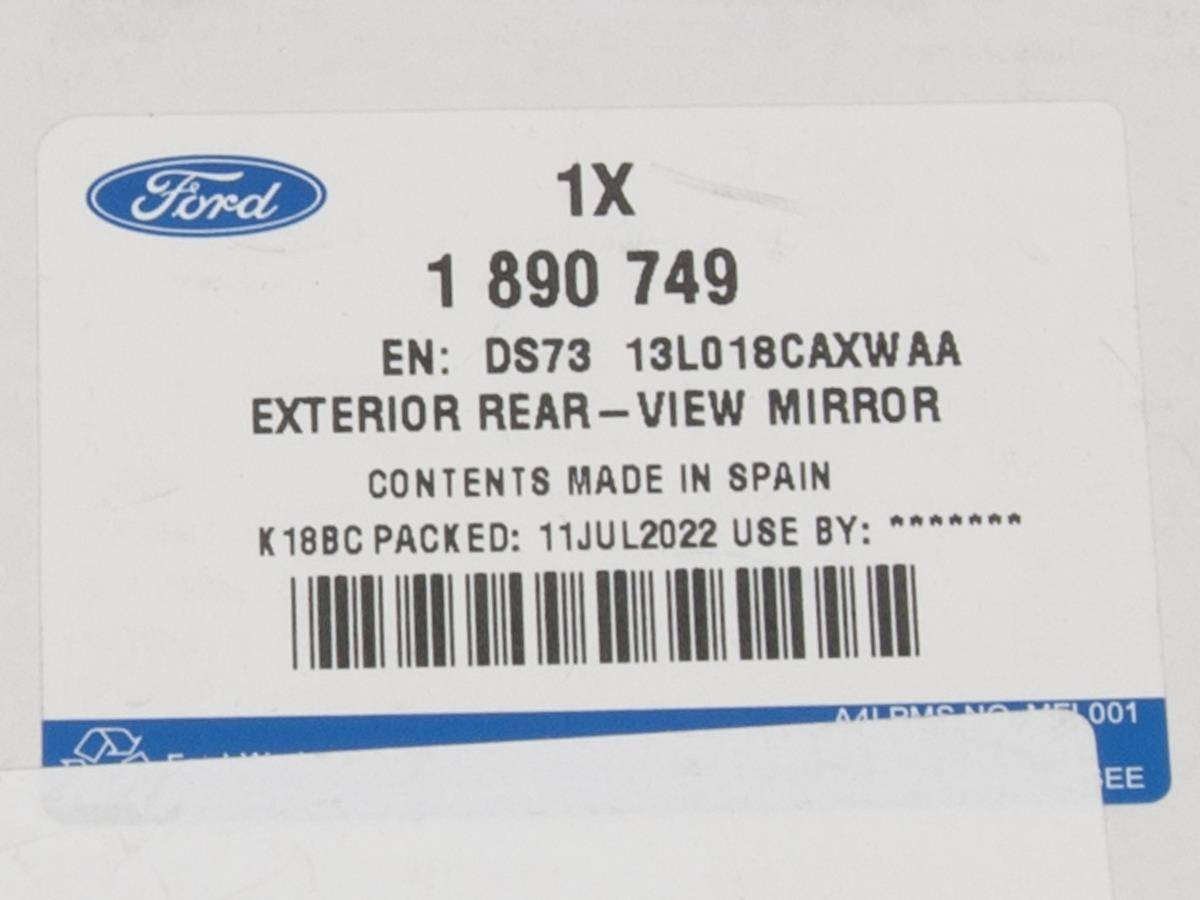 Ford
1X
1 890 749
EN: DS73 13L018CAXWAA
EXTERIOR REAR-VIEW MIRROR
CONTENTS MADE IN SPAIN
K18BC PACKED: 11JUL2022 USE BY: *******